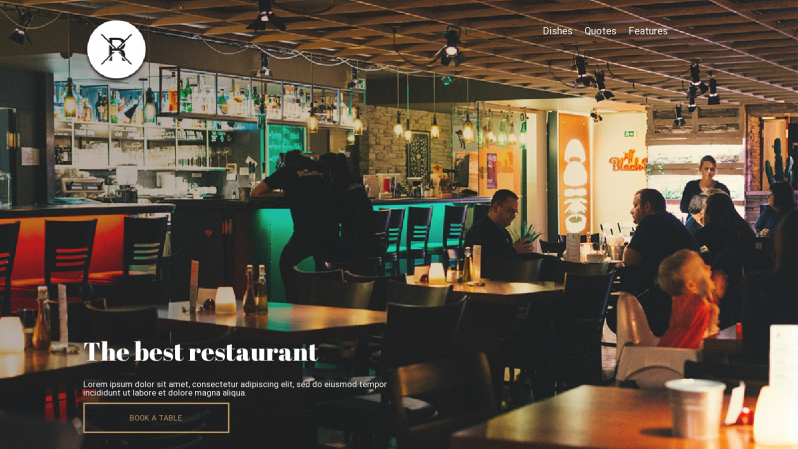 R
Dishes Quotes Features
The best restaurant
Lorem ipsum dolor sit amet, consectetur adipiscing elit, sed do eiusmod tempor
incididunt ut labore et dolore magna aliqua.
BOOK A TABLE